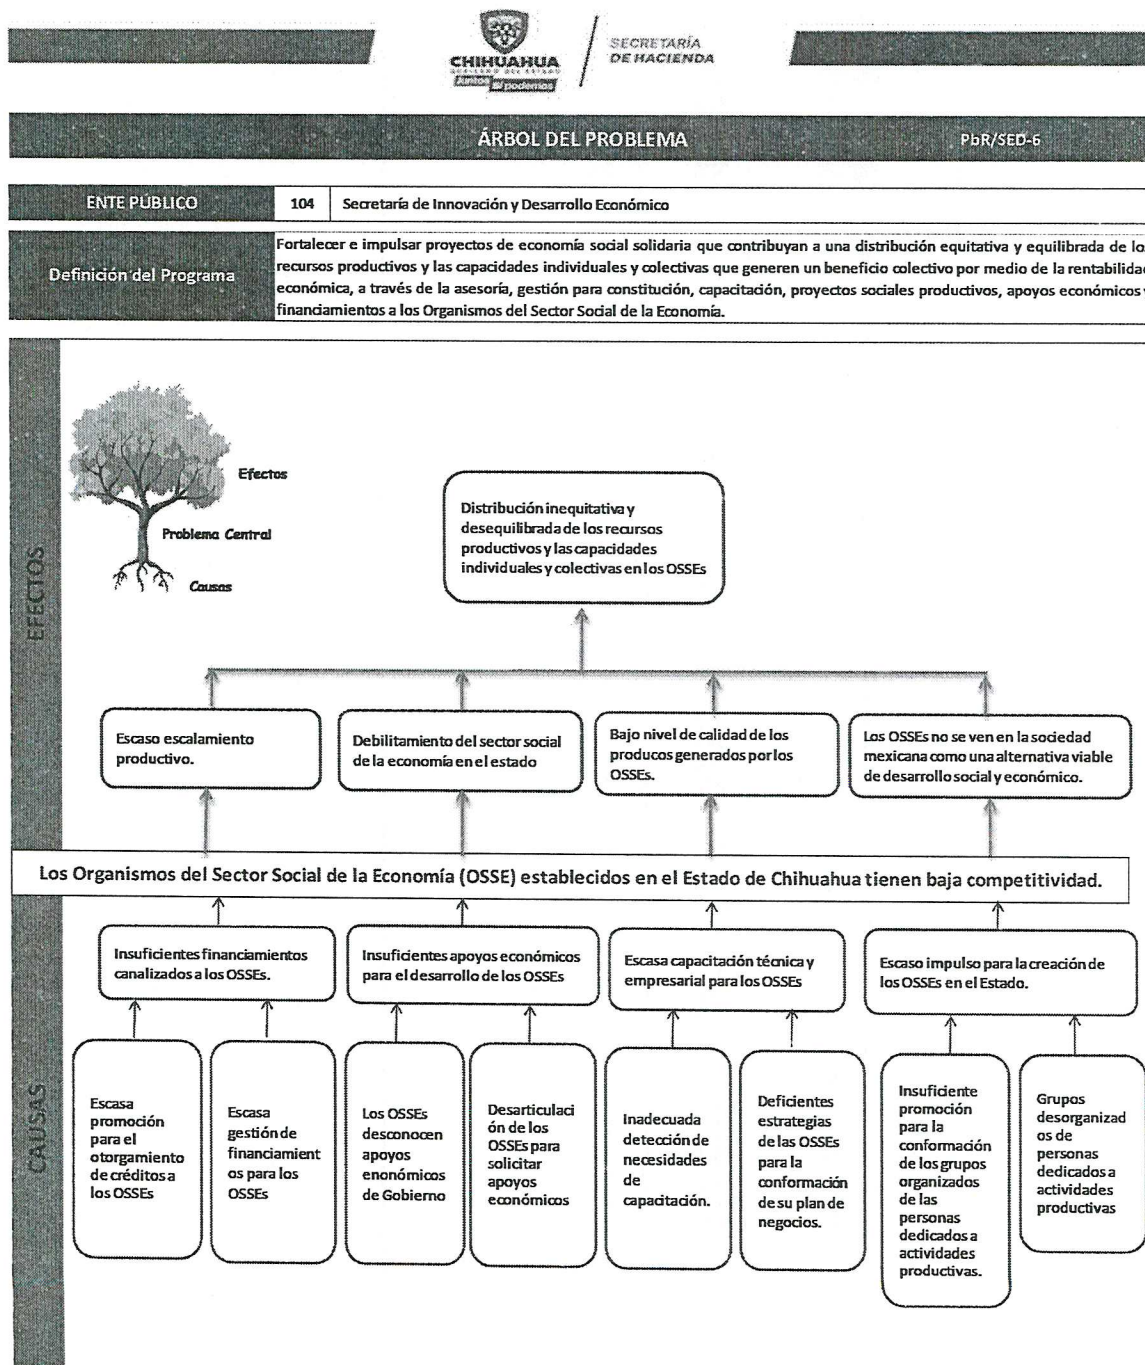 CHIHUAHUA
GOBIERNO DEL ESTADO
Juntos Sí podemos
SECRETARÍA
DE HACIENDA
ÁRBOL DEL PROBLEMA
PbR/SED-6
ENTE PÚBLICO
104
Secretaría de Innovación y Desarrollo Económico
Definición del Programa
Fortalecer e impulsar proyectos de economía social solidaria que contribuyan a una distribución equitativa y equilibrada de lo
recursos productivos y las capacidades individuales y colectivas que generen un beneficio colectivo por medio de la rentabilidad
económica, a través de la asesoría, gestión para constitución, capacitación, proyectos sociales productivos, apoyos económicos y
financiamientos a los Organismos del Sector Social de la Economía.
EFECTOS
Efectos
Problema Central
Causas
Distribución inequitativa y
desequilibrada de los recursos
productivos y las capacidades
individuales y colectivas en los OSSEs
Escaso escalamiento
productivo.
Debilitamiento del sector social
de la economía en el estado
Bajo nivel de calidad de los
producos generados por los
OSSEs.
Los OSSEs no se ven en la sociedad
mexicana como una alternativa viable
de desarrollo social y económico.
Los Organismos del Sector Social de la Economía (OSSE) establecidos en el Estado de Chihuahua tienen baja competitividad.
CAUSAS
Insuficientes financiamientos
canalizados a los OSSEs.
Insuficientes apoyos económicos
para el desarrollo de los OSSEs
Escasa capacitación técnica y
empresarial para los OSSEs
Escaso impulso para la creación de
los OSSEs en el Estado.
Escasa
promoción
para el
otorgamiento
de créditos a
los OSSEs
Escasa
gestión de
financiamient
os para los
OSSEs
Los OSSEs
desconocen
apoyos
enonómicos
de Gobierno
Desarticulaci
ón de los
OSSEs para
solicitar
apoyos
económicos
Inadecuada
detección de
necesidades
de
capacitación.
Deficientes
estrategias
de las OSSEs
para la
conformación
de su plan de
negocios.
Insuficiente
promoción
para la
conformación
de los grupos
organizados
de las
personas
dedicados a
actividades
productivas.
Grupos
desorganizad
os de
personas
dedicados a
actividades
productivas